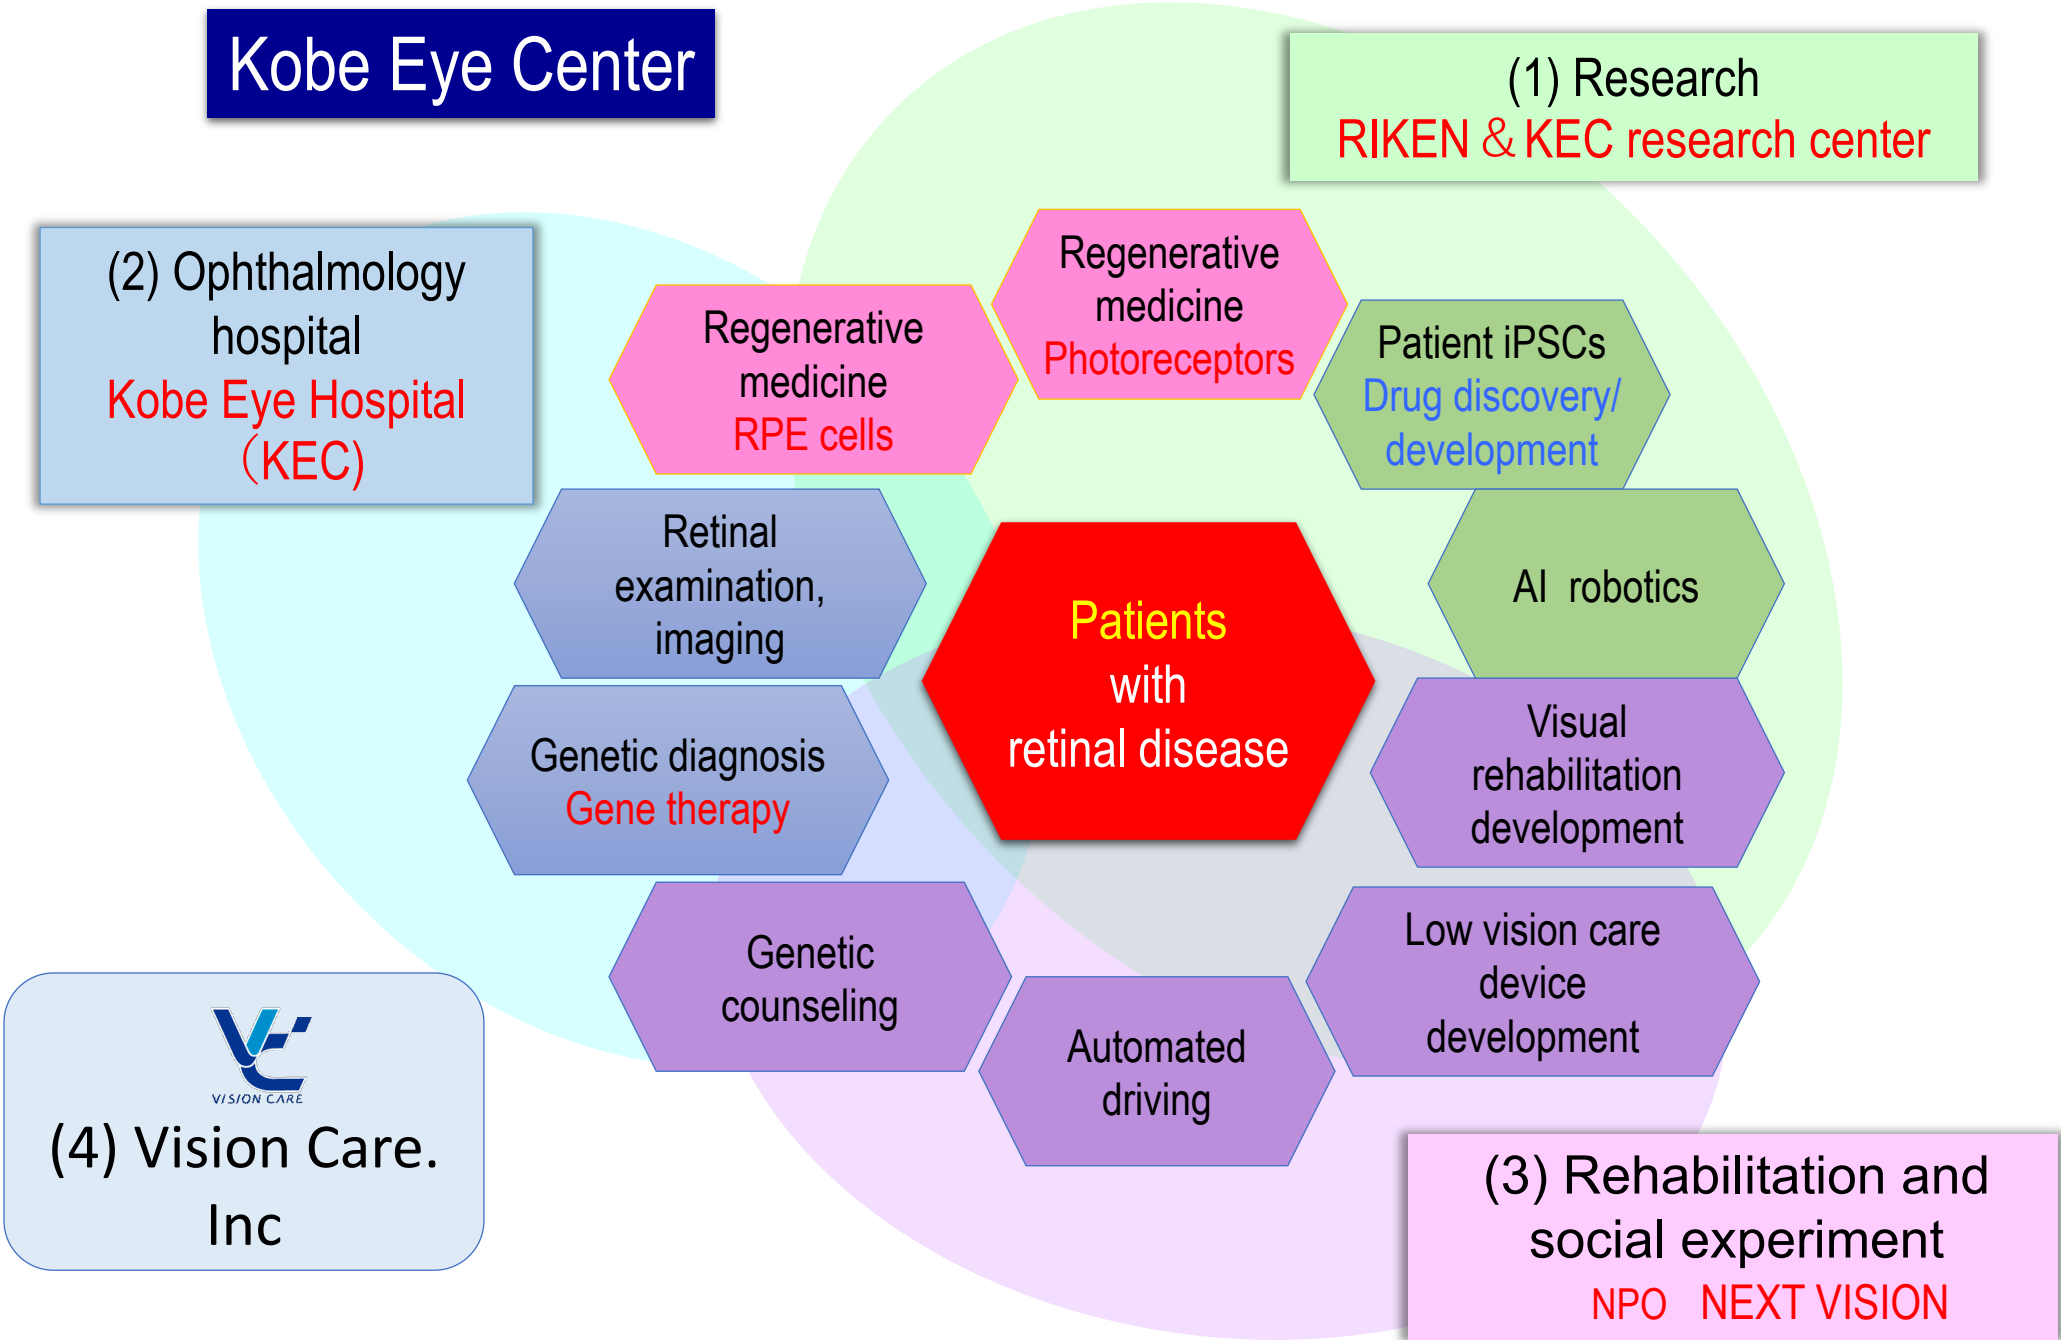 Kobe Eye Center
(1) Research
RIKEN & KEC research center
(2) Ophthalmology
hospital
Kobe Eye Hospital
（KEC)
Regenerative
medicine
Photoreceptors
Regenerative
medicine
RPE cells
Patient iPSCs
Drug discovery/
development
Retinal
examination,
imaging
AI robotics
Patients
with
retinal disease
Genetic diagnosis
Gene therapy
Visual
rehabilitation
development
Genetic
counseling
Low vision care
device
development
Automated
driving
VISION CARE
(4) Vision Care.
Inc
(3) Rehabilitation and
social experiment
NPO NEXT VISION